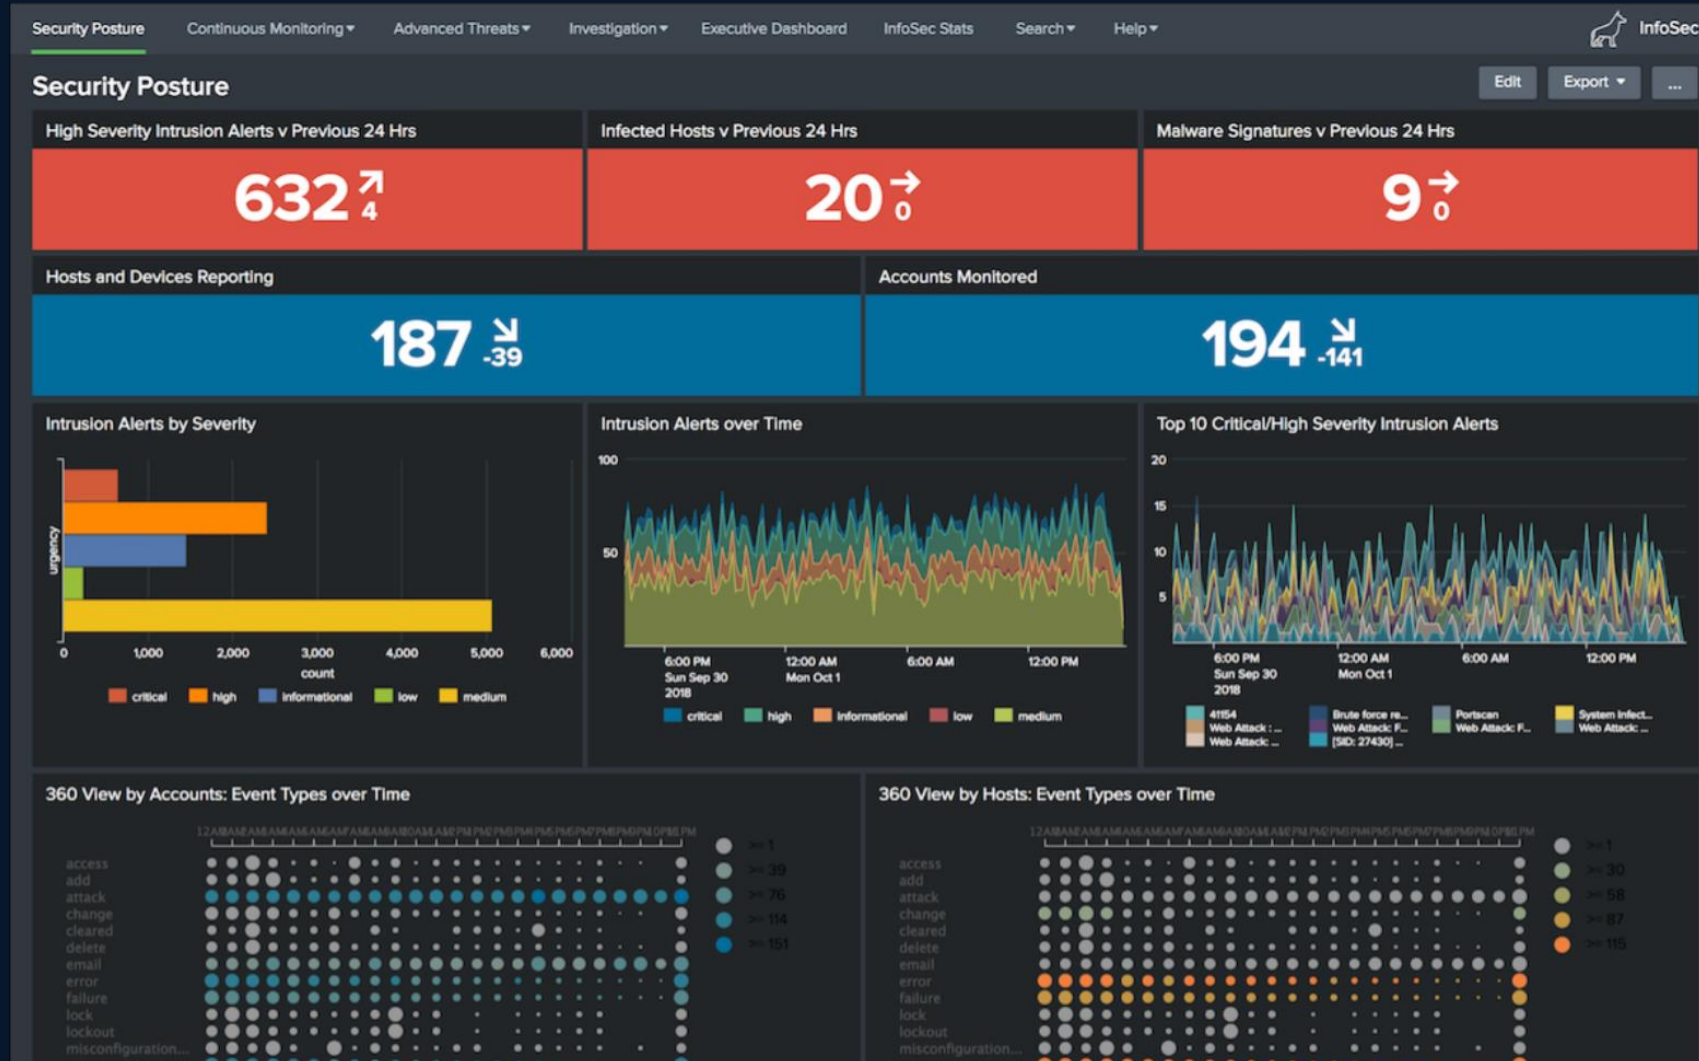 Security Posture Continuous Monitoring Advanced Threats Investigation Executive Dashboard InfoSec Stats Search Help InfoSec
Security Posture
Edit Export ...
High Severity Intrusion Alerts v Previous 24 Hrs
632 4
Infected Hosts v Previous 24 Hrs
20 0
Malware Signatures v Previous 24 Hrs
9 0
Hosts and Devices Reporting
187 -39
Accounts Monitored
194 -141
Intrusion Alerts by Severity
urgency
0 1,000 2,000 3,000 4,000 5,000 6,000
count
critical high informational low medium
Intrusion Alerts over Time
100
50
6:00 PM 12:00 AM 6:00 AM 12:00 PM
Sun Sep 30 Mon Oct 1
2018
critical high informational low medium
Top 10 Critical/High Severity Intrusion Alerts
20
15
10
5
6:00 PM 12:00 AM 6:00 AM 12:00 PM
Sun Sep 30 Mon Oct 1
2018
41154 Brute force re... Portscan System Infect...
Web Attack : ... Web Attack: F... Web Attack: F... Web Attack: ...
Web Attack: ... [SID: 27430] ...
360 View by Accounts: Event Types over Time
access
add
attack
change
cleared
delete
email
error
failure
lock
lockout
misconfiguration...
>= 1
>= 39
>= 76
>= 114
>= 151
360 View by Hosts: Event Types over Time
access
add
attack
change
cleared
delete
email
error
failure
lock
lockout
misconfiguration...
>= 1
>= 30
>= 58
>= 87
>= 115